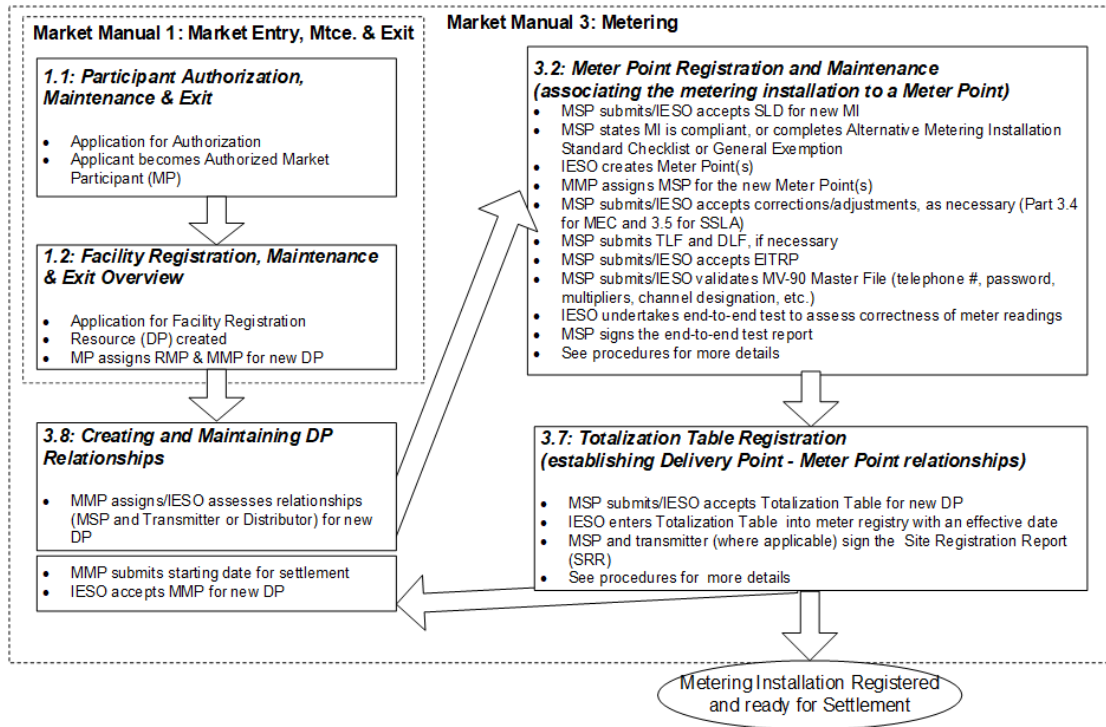 Market Manual 1: Market Entry, Mtce. & Exit
1.1: Participant Authorization,
Maintenance & Exit
• Application for Authorization
• Applicant becomes Authorized Market
Participant (MP)
1.2: Facility Registration, Maintenance
& Exit Overview
• Application for Facility Registration
• Resource (DP) created
• MP assigns RMP & MMP for new DP
3.8: Creating and Maintaining DP
Relationships
• MMP assigns/IESO assesses relationships
(MSP and Transmitter or Distributor) for new
DP
• MMP submits starting date for settlement
• IESO accepts MMP for new DP
Market Manual 3: Metering
3.2: Meter Point Registration and Maintenance
(associating the metering installation to a Meter Point)
• MSP submits/IESO accepts SLD for new MI
• MSP states MI is compliant, or completes Alternative Metering Installation
Standard Checklist or General Exemption
• IESO creates Meter Point(s)
• MMP assigns MSP for the new Meter Point(s)
• MSP submits/IESO accepts corrections/adjustments, as necessary (Part 3.4
for MEC and 3.5 for SSLA)
• MSP submits TLF and DLF, if necessary
• MSP submits/IESO accepts EITRP
• MSP submits/IESO validates MV-90 Master File (telephone #, password,
multipliers, channel designation, etc.)
• IESO undertakes end-to-end test to assess correctness of meter readings
• MSP signs the end-to-end test report
• See procedures for more details
3.7: Totalization Table Registration
(establishing Delivery Point - Meter Point relationships)
• MSP submits/IESO accepts Totalization Table for new DP
• IESO enters Totalization Table into meter registry with an effective date
• MSP and transmitter (where applicable) sign the Site Registration Report
(SRR)
• See procedures for more details
Metering Installation Registered
and ready for Settlement